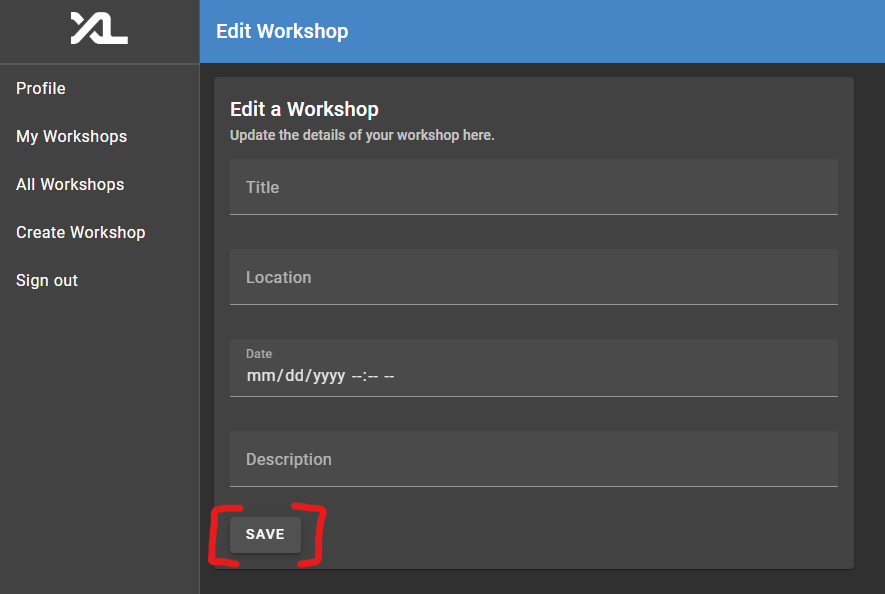 XL
Edit Workshop
Profile
My Workshops
All Workshops
Create Workshop
Sign out
Edit a Workshop
Update the details of your workshop here.
Title
Location
Date
mm/dd/yyyy --:-- --
Description
SAVE